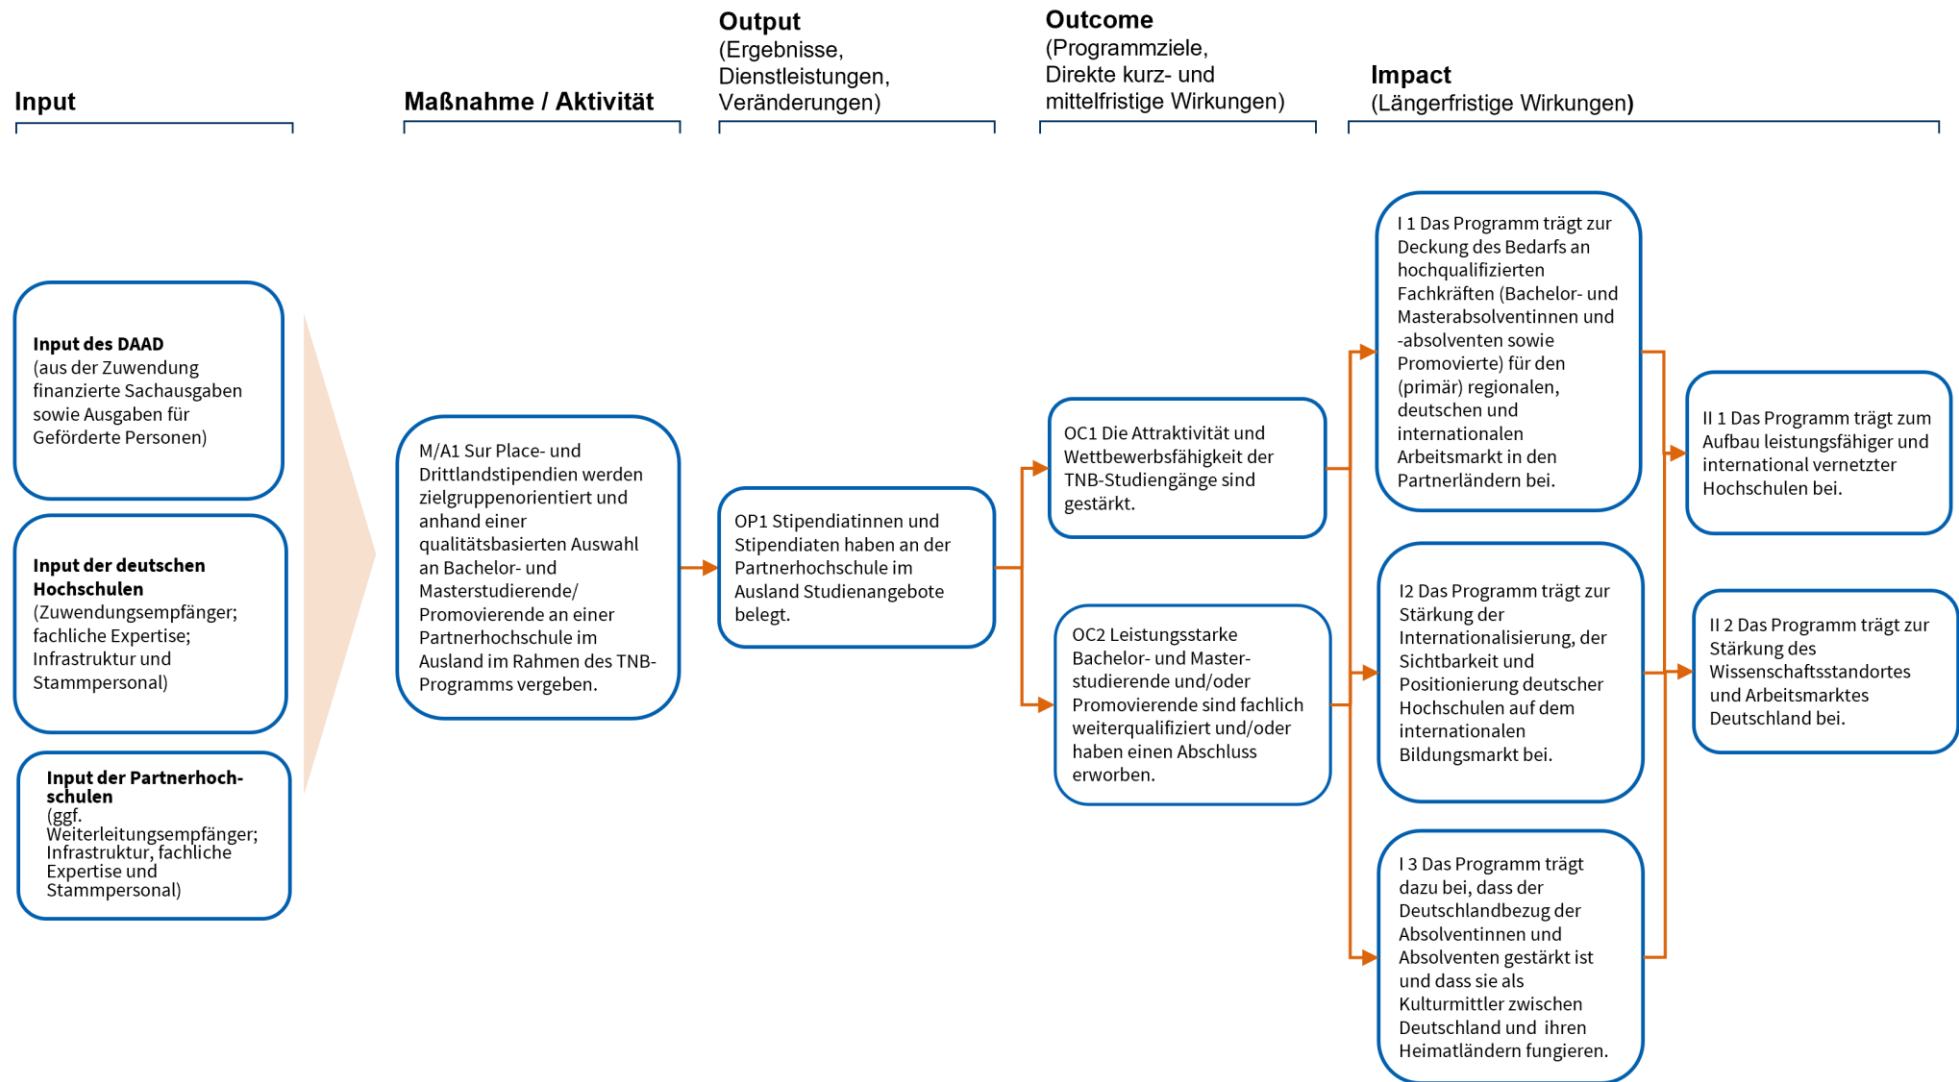 Input
Maßnahme / Aktivität
Output
(Ergebnisse,
Dienstleistungen,
Veränderungen)
Outcome
(Programmziele,
Direkte kurz- und
mittelfristige Wirkungen)
Impact
(Längerfristige Wirkungen)
Input des DAAD
(aus der Zuwendung
finanzierte Sachausgaben
sowie Ausgaben für
Geförderte Personen)
Input der deutschen
Hochschulen
(Zuwendungsempfänger;
fachliche Expertise;
Infrastruktur und
Stammpersonal)
Input der Partnerhoch-
schulen
(ggf.
Weiterleitungsempfänger;
Infrastruktur, fachliche
Expertise und
Stammpersonal)
M/A1 Sur Place- und
Drittlandstipendien werden
zielgruppenorientiert und
anhand einer
qualitätsbasierten Auswahl
an Bachelor- und
Masterstudierende/
Promovierende an einer
Partnerhochschule im
Ausland im Rahmen des TNB-
Programms vergeben.
OP1 Stipendiatinnen und
Stipendiaten haben an der
Partnerhochschule im
Ausland Studienangebote
belegt.
OC1 Die Attraktivität und
Wettbewerbsfähigkeit der
TNB-Studiengänge sind
gestärkt.
OC2 Leistungsstarke
Bachelor- und Master-
studierende und/oder
Promovierende sind fachlich
weiterqualifiziert und/oder
haben einen Abschluss
erworben.
I 1 Das Programm trägt zur
Deckung des Bedarfs an
hochqualifizierten
Fachkräften (Bachelor- und
Masterabsolventinnen und
-absolventen sowie
Promovierte) für den
(primär) regionalen,
deutschen und
internationalen
Arbeitsmarkt in den
Partnerländern bei.
I2 Das Programm trägt zur
Stärkung der
Internationalisierung, der
Sichtbarkeit und
Positionierung deutscher
Hochschulen auf dem
internationalen
Bildungsmarkt bei.
I 3 Das Programm trägt
dazu bei, dass der
Deutschlandbezug der
Absolventinnen und
Absolventen gestärkt ist
und dass sie als
Kulturmittler zwischen
Deutschland und ihren
Heimatländern fungieren.
II 1 Das Programm trägt zum
Aufbau leistungsfähiger und
international vernetzter
Hochschulen bei.
II 2 Das Programm trägt zur
Stärkung des
Wissenschaftsstandortes
und Arbeitsmarktes
Deutschland bei.